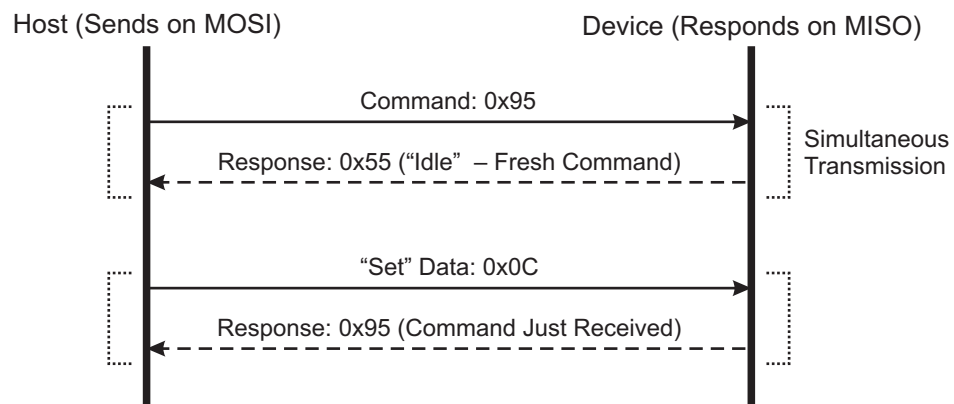 Host (Sends on MOSI)
Device (Responds on MISO)
Command: 0x95
Response: 0x55 (“Idle” – Fresh Command)
Simultaneous
Transmission
“Set” Data: 0x0C
Response: 0x95 (Command Just Received)